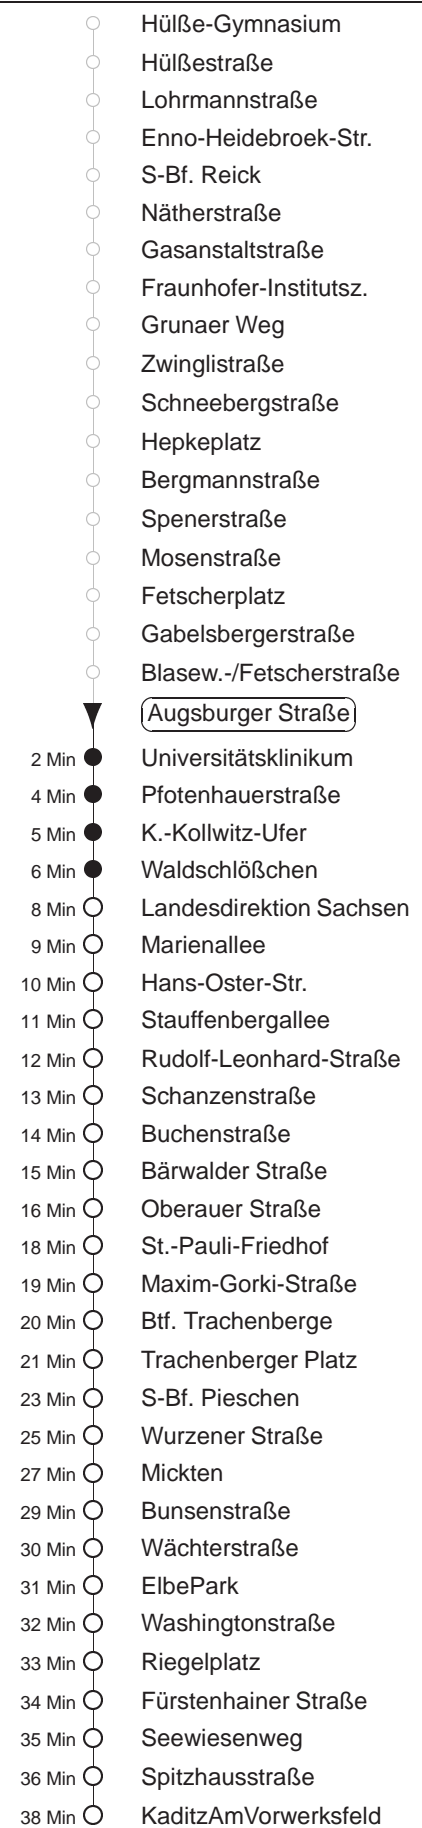 Hülße-Gymnasium
Hülßestraße
Lohrmannstraße
Enno-Heidebroek-Str.
S-Bf. Reick
Nätherstraße
Gasanstaltstraße
Fraunhofer-Institutsz.
Grunaer Weg
Zwinglistraße
Schneebergstraße
Hepkeplatz
Bergmannstraße
Spenerstraße
Mosenstraße
Fetscherplatz
Gabelsbergerstraße
Blasew.-/Fetscherstraße
Augsburger Straße
2 Min Universitätsklinikum
4 Min Pfotenhauerstraße
5 Min K.-Kollwitz-Ufer
6 Min Waldschlößchen
8 Min Landesdirektion Sachsen
9 Min Marienallee
10 Min Hans-Oster-Str.
11 Min Stauffenbergallee
12 Min Rudolf-Leonhard-Straße
13 Min Schanzenstraße
14 Min Buchenstraße
15 Min Bärwalder Straße
16 Min Oberauer Straße
18 Min St.-Pauli-Friedhof
19 Min Maxim-Gorki-Straße
20 Min Btf. Trachenberge
21 Min Trachenberger Platz
23 Min S-Bf. Pieschen
25 Min Wurzener Straße
27 Min Mickten
29 Min Bunsenstraße
30 Min Wächterstraße
31 Min ElbePark
32 Min Washingtonstraße
33 Min Riegelplatz
34 Min Fürstenhainer Straße
35 Min Seewiesenweg
36 Min Spitzhausstraße
38 Min KaditzAmVorwerksfeld